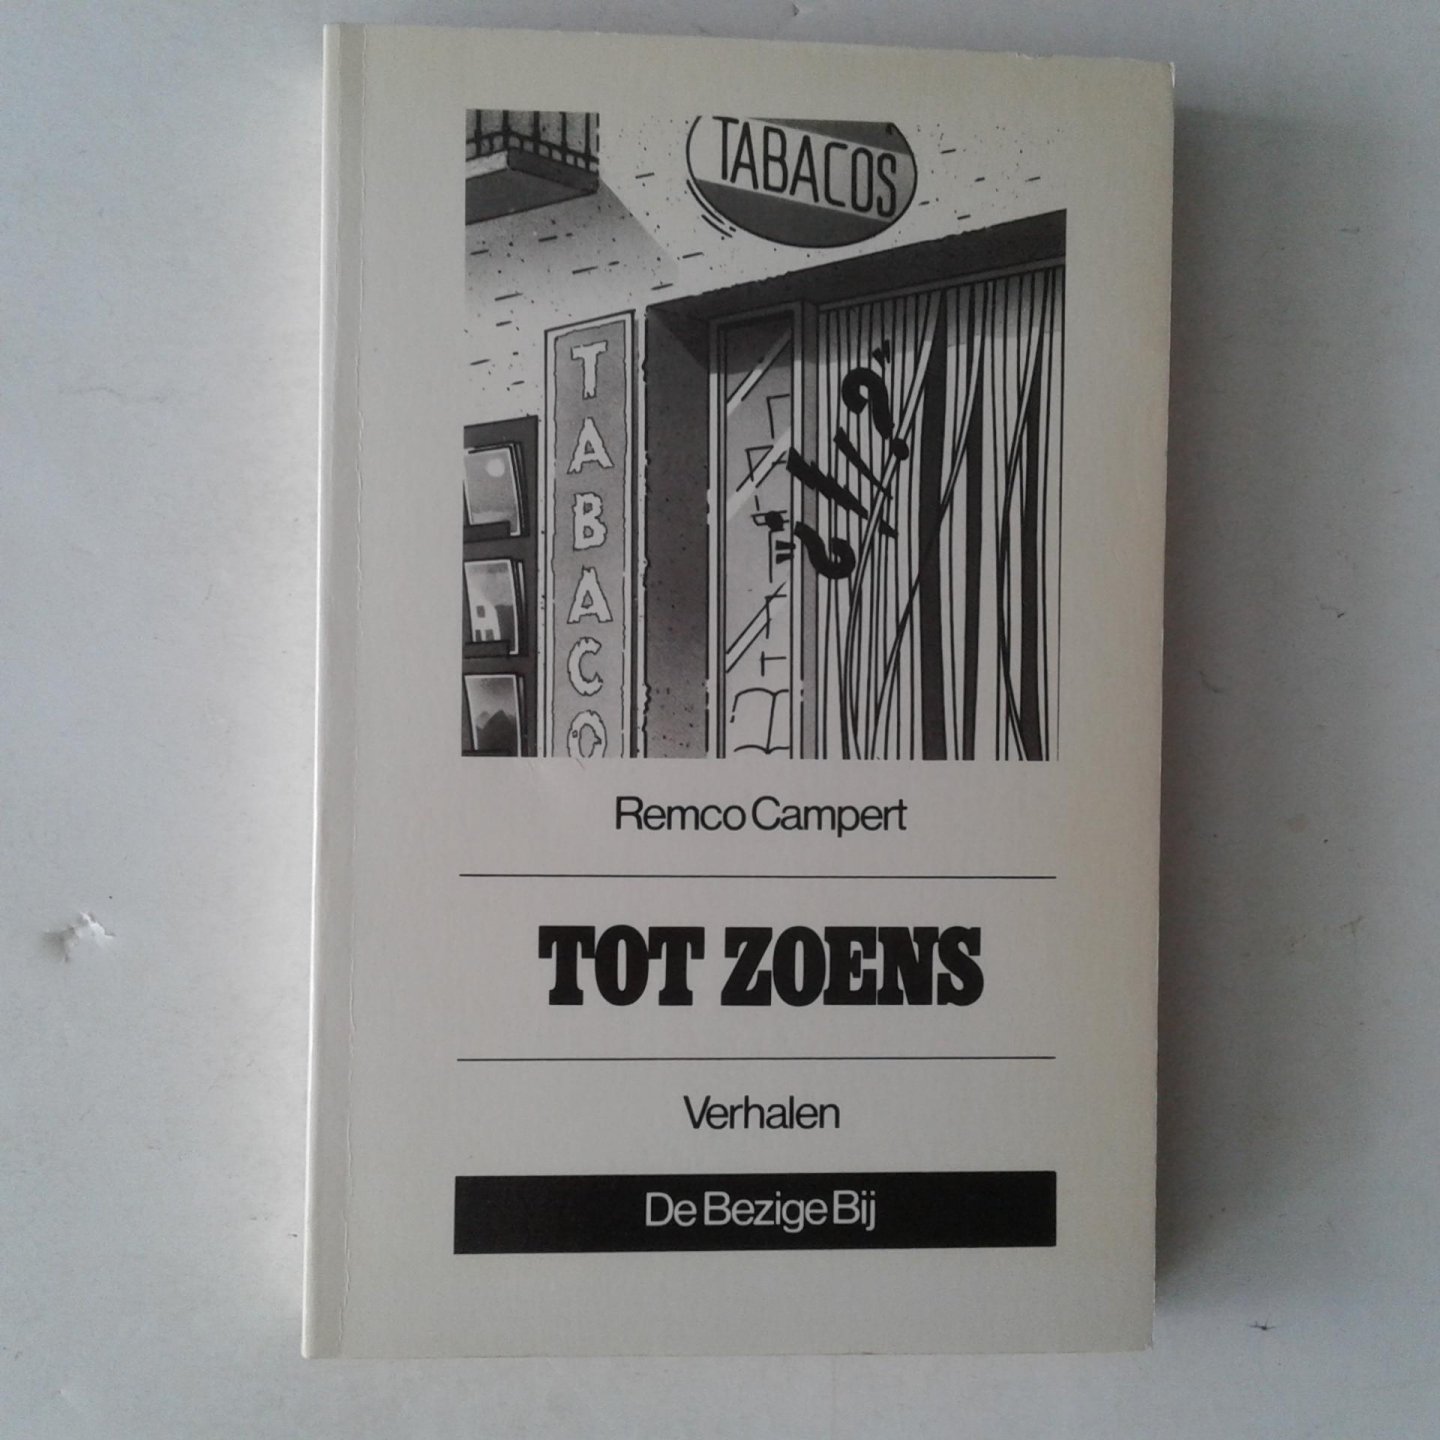 TABACOS
TABACO
"¿!!?"
Remco Campert
TOT ZOENS
Verhalen
De Bezige Bij